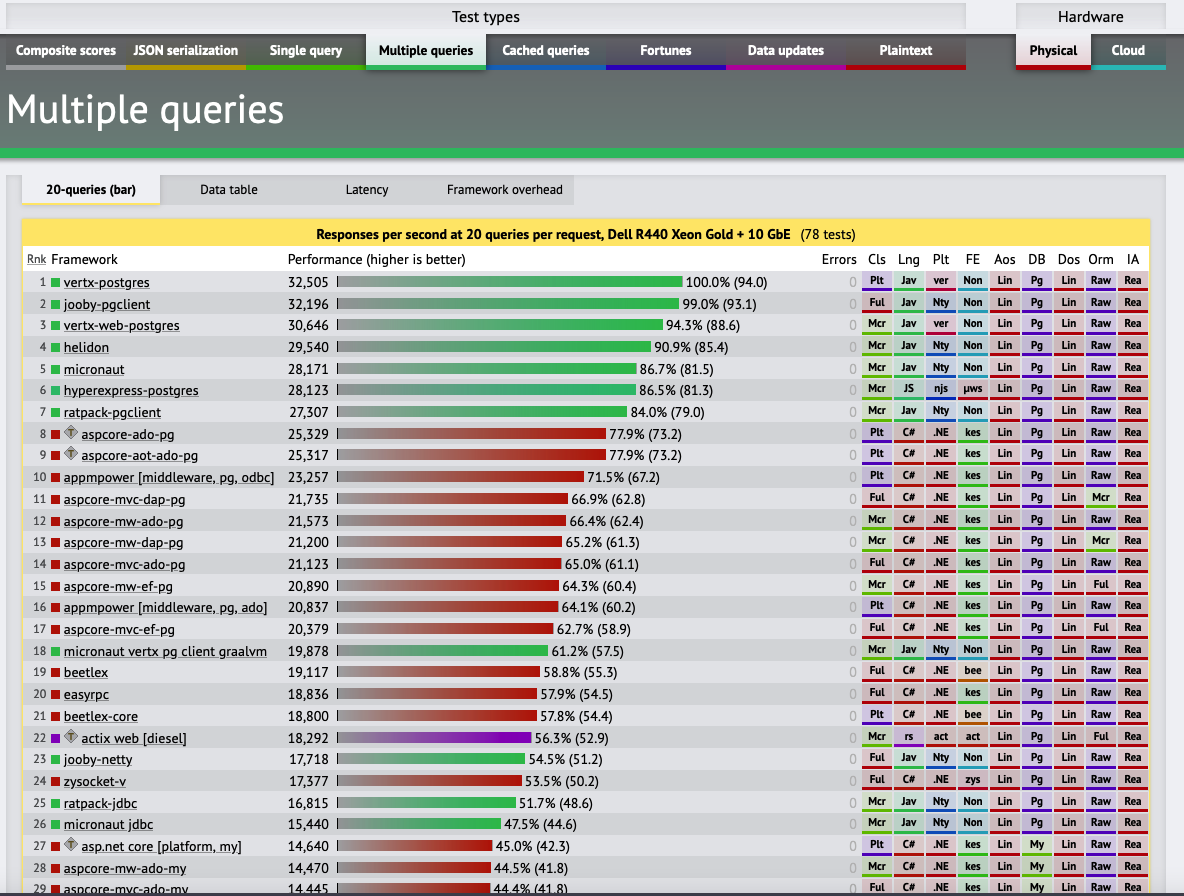 Test types Hardware
Composite scores JSON serialization Single query Multiple queries Cached queries Fortunes Data updates Plaintext Physical Cloud
Multiple queries
20-queries (bar) Data table Latency Framework overhead
Responses per second at 20 queries per request, Dell R440 Xeon Gold + 10 GbE (78 tests)
Rnk Framework Performance (higher is better) Errors Cls Lng Plt FE Aos DB Dos Orm IA
1 vertx-postgres 32,505 100.0% (94.0) 0 Plt Jav ver Non Lin Pg Lin Raw Rea
2 jooby-pgclient 32,196 99.0% (93.1) 0 Ful Jav Nty Non Lin Pg Lin Raw Rea
3 vertx-web-postgres 30,646 94.3% (88.6) 0 Mcr Jav ver Non Lin Pg Lin Raw Rea
4 helidon 29,540 90.9% (85.4) 0 Mcr Jav Nty Non Lin Pg Lin Raw Rea
5 micronaut 28,171 86.7% (81.5) 0 Mcr Jav Nty Non Lin Pg Lin Raw Rea
6 hyperexpress-postgres 28,123 86.5% (81.3) 0 Mcr JS njs µws Lin Pg Lin Raw Rea
7 ratpack-pgclient 27,307 84.0% (79.0) 0 Mcr Jav Nty Non Lin Pg Lin Raw Rea
8 T aspcore-ado-pg 25,329 77.9% (73.2) 0 Plt C# .NE kes Lin Pg Lin Raw Rea
9 T aspcore-aot-ado-pg 25,317 77.9% (73.2) 0 Plt C# .NE kes Lin Pg Lin Raw Rea
10 appmpower [middleware, pg, odbc] 23,257 71.5% (67.2) 0 Plt C# .NE kes Lin Pg Lin Raw Rea
11 aspcore-mvc-dap-pg 21,735 66.9% (62.8) 0 Ful C# .NE kes Lin Pg Lin Mcr Rea
12 aspcore-mw-ado-pg 21,573 66.4% (62.4) 0 Mcr C# .NE kes Lin Pg Lin Raw Rea
13 aspcore-mw-dap-pg 21,200 65.2% (61.3) 0 Mcr C# .NE kes Lin Pg Lin Mcr Rea
14 aspcore-mvc-ado-pg 21,123 65.0% (61.1) 0 Ful C# .NE kes Lin Pg Lin Raw Rea
15 aspcore-mw-ef-pg 20,890 64.3% (60.4) 0 Mcr C# .NE kes Lin Pg Lin Ful Rea
16 appmpower [middleware, pg, ado] 20,837 64.1% (60.2) 0 Plt C# .NE kes Lin Pg Lin Raw Rea
17 aspcore-mvc-ef-pg 20,379 62.7% (58.9) 0 Ful C# .NE kes Lin Pg Lin Ful Rea
18 micronaut vertx pg client graalvm 19,878 61.2% (57.5) 0 Mcr Jav Nty Non Lin Pg Lin Raw Rea
19 beetlex 19,117 58.8% (55.3) 0 Ful C# .NE bee Lin Pg Lin Raw Rea
20 easyrpc 18,836 57.9% (54.5) 0 Ful C# .NE kes Lin Pg Lin Raw Rea
21 beetlex-core 18,800 57.8% (54.4) 0 Plt C# .NE bee Lin Pg Lin Raw Rea
22 T actix web [diesel] 18,292 56.3% (52.9) 0 Mcr rs act act Lin Pg Lin Ful Rea
23 jooby-netty 17,718 54.5% (51.2) 0 Ful Jav Nty Non Lin Pg Lin Raw Rea
24 zysocket-v 17,377 53.5% (50.2) 0 Ful C# .NE zys Lin Pg Lin Raw Rea
25 ratpack-jdbc 16,815 51.7% (48.6) 0 Mcr Jav Nty Non Lin Pg Lin Raw Rea
26 micronaut jdbc 15,440 47.5% (44.6) 0 Mcr Jav Nty Non Lin Pg Lin Raw Rea
27 T asp.net core [platform, my] 14,640 45.0% (42.3) 0 Plt C# .NE kes Lin My Lin Raw Rea
28 aspcore-mw-ado-my 14,470 44.5% (41.8) 0 Mcr C# .NE kes Lin My Lin Raw Rea
29 aspcore-mvc-ado-my 14,445 44.4% (41.8) 0 Ful C# .NE kes Lin My Lin Raw Rea